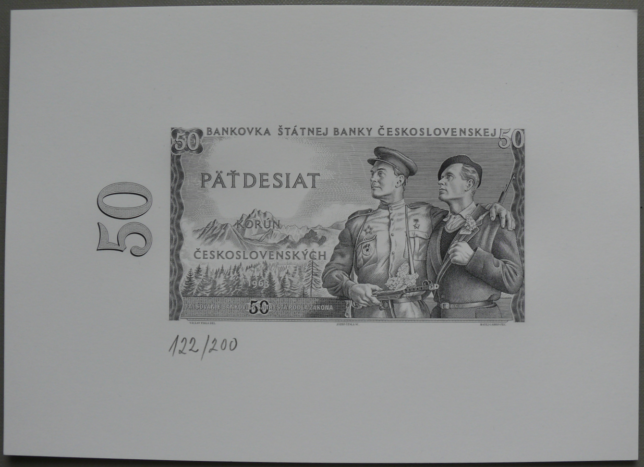 50 BANKOVKA ŠTÁTNEJ BANKY ČESKOSLOVENSKEJ 50
PÄŤDESIAT
KORÚN
ČESKOSLOVENSKÝCH
50
50
122/200